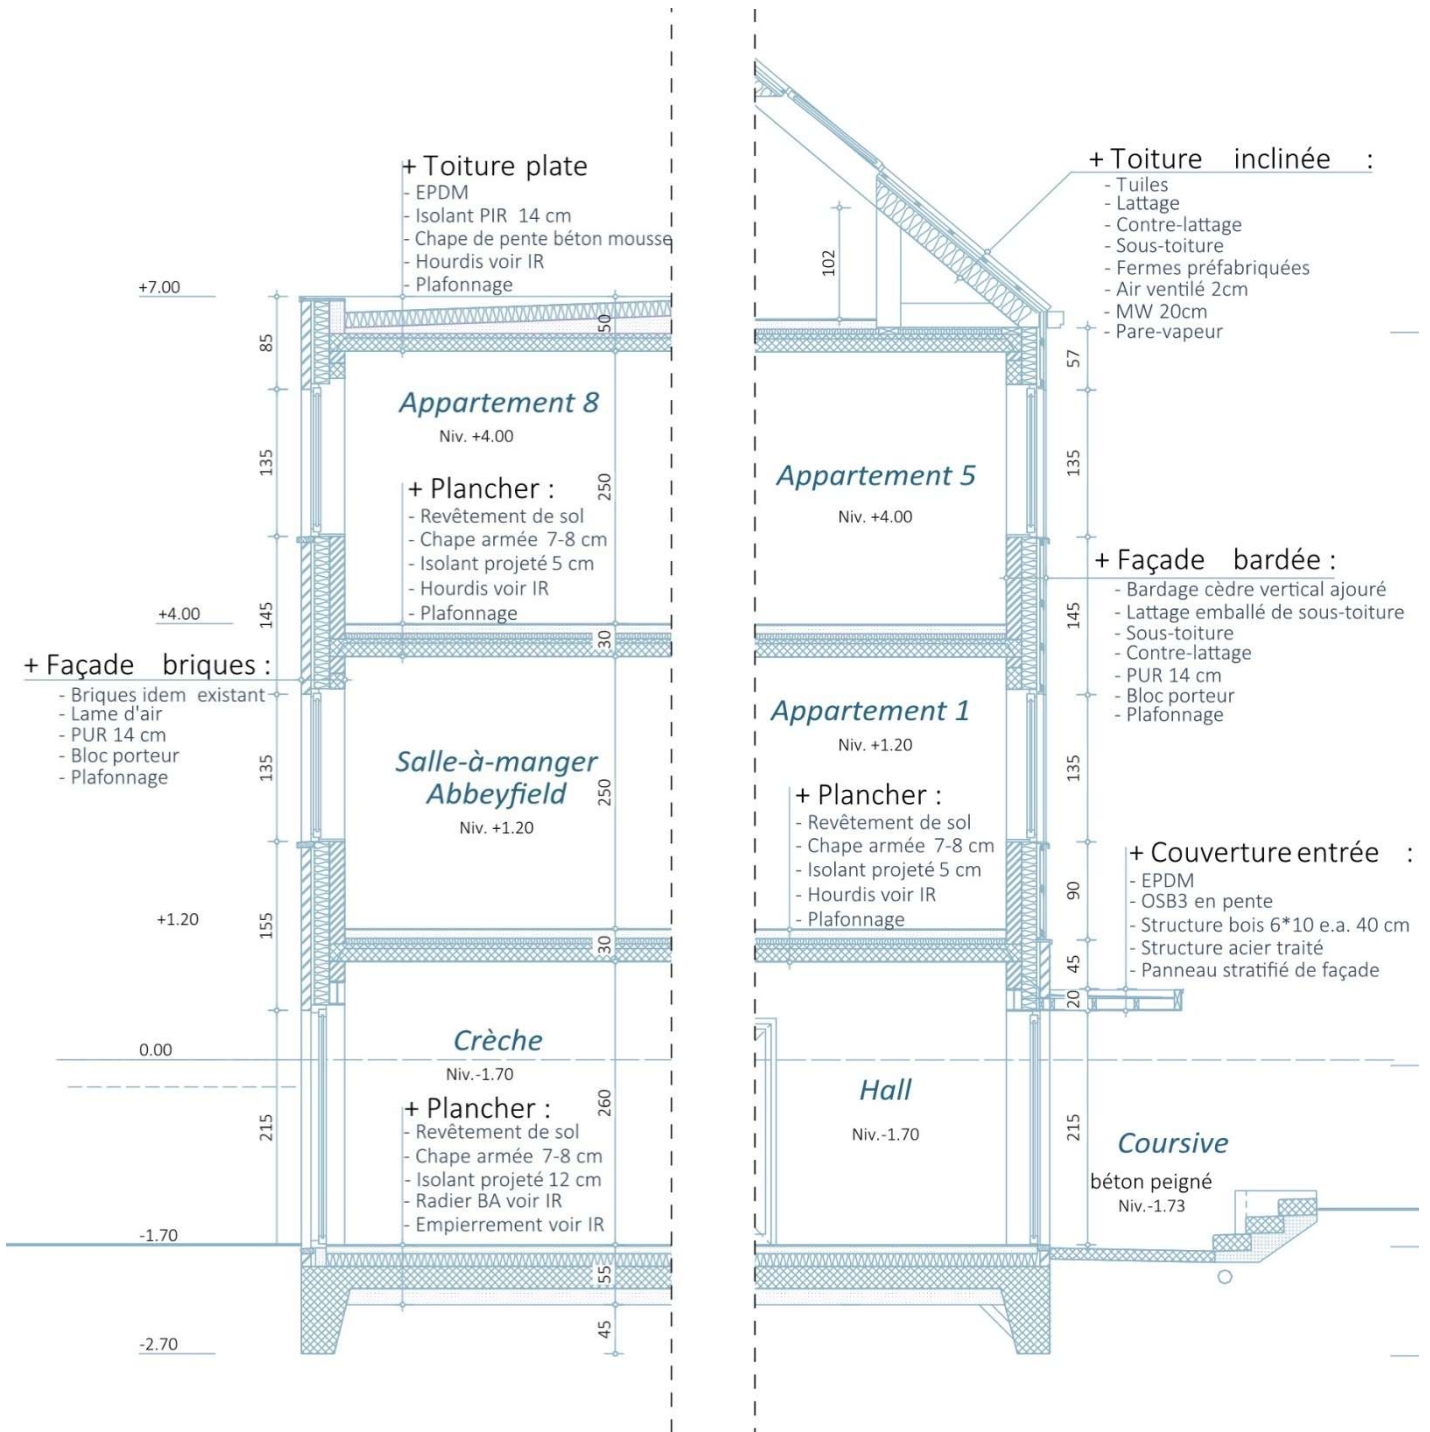 + Toiture plate
- EPDM
- Isolant PIR 14 cm
- Chape de pente béton mousse
- Hourdis voir IR
- Plafonnage
+7.00
85
50
Appartement 8
Niv. +4.00
135
250
+ Plancher :
- Revêtement de sol
- Chape armée 7-8 cm
- Isolant projeté 5 cm
- Hourdis voir IR
- Plafonnage
+4.00
145
30
+ Façade briques :
- Briques idem existant
- Lame d'air
- PUR 14 cm
- Bloc porteur
- Plafonnage
135
Salle-à-manger
Abbeyfield
Niv. +1.20
250
+1.20
155
30
Crèche
Niv.-1.70
0.00
260
215
+ Plancher :
- Revêtement de sol
- Chape armée 7-8 cm
- Isolant projeté 12 cm
- Radier BA voir IR
- Empierrement voir IR
-1.70
55
45
-2.70
+ Toiture inclinée :
- Tuiles
- Lattage
- Contre-lattage
- Sous-toiture
- Fermes préfabriquées
- Air ventilé 2cm
- MW 20cm
- Pare-vapeur
102
57
Appartement 5
Niv. +4.00
135
+ Façade bardée :
- Bardage cèdre vertical ajouré
- Lattage emballé de sous-toiture
- Sous-toiture
- Contre-lattage
- PUR 14 cm
- Bloc porteur
- Plafonnage
145
Appartement 1
Niv. +1.20
135
+ Plancher :
- Revêtement de sol
- Chape armée 7-8 cm
- Isolant projeté 5 cm
- Hourdis voir IR
- Plafonnage
+ Couverture entrée :
- EPDM
- OSB3 en pente
- Structure bois 6*10 e.a. 40 cm
- Structure acier traité
- Panneau stratifié de façade
90
45
20
Hall
Niv.-1.70
215
Coursive
béton peigné
Niv.-1.73